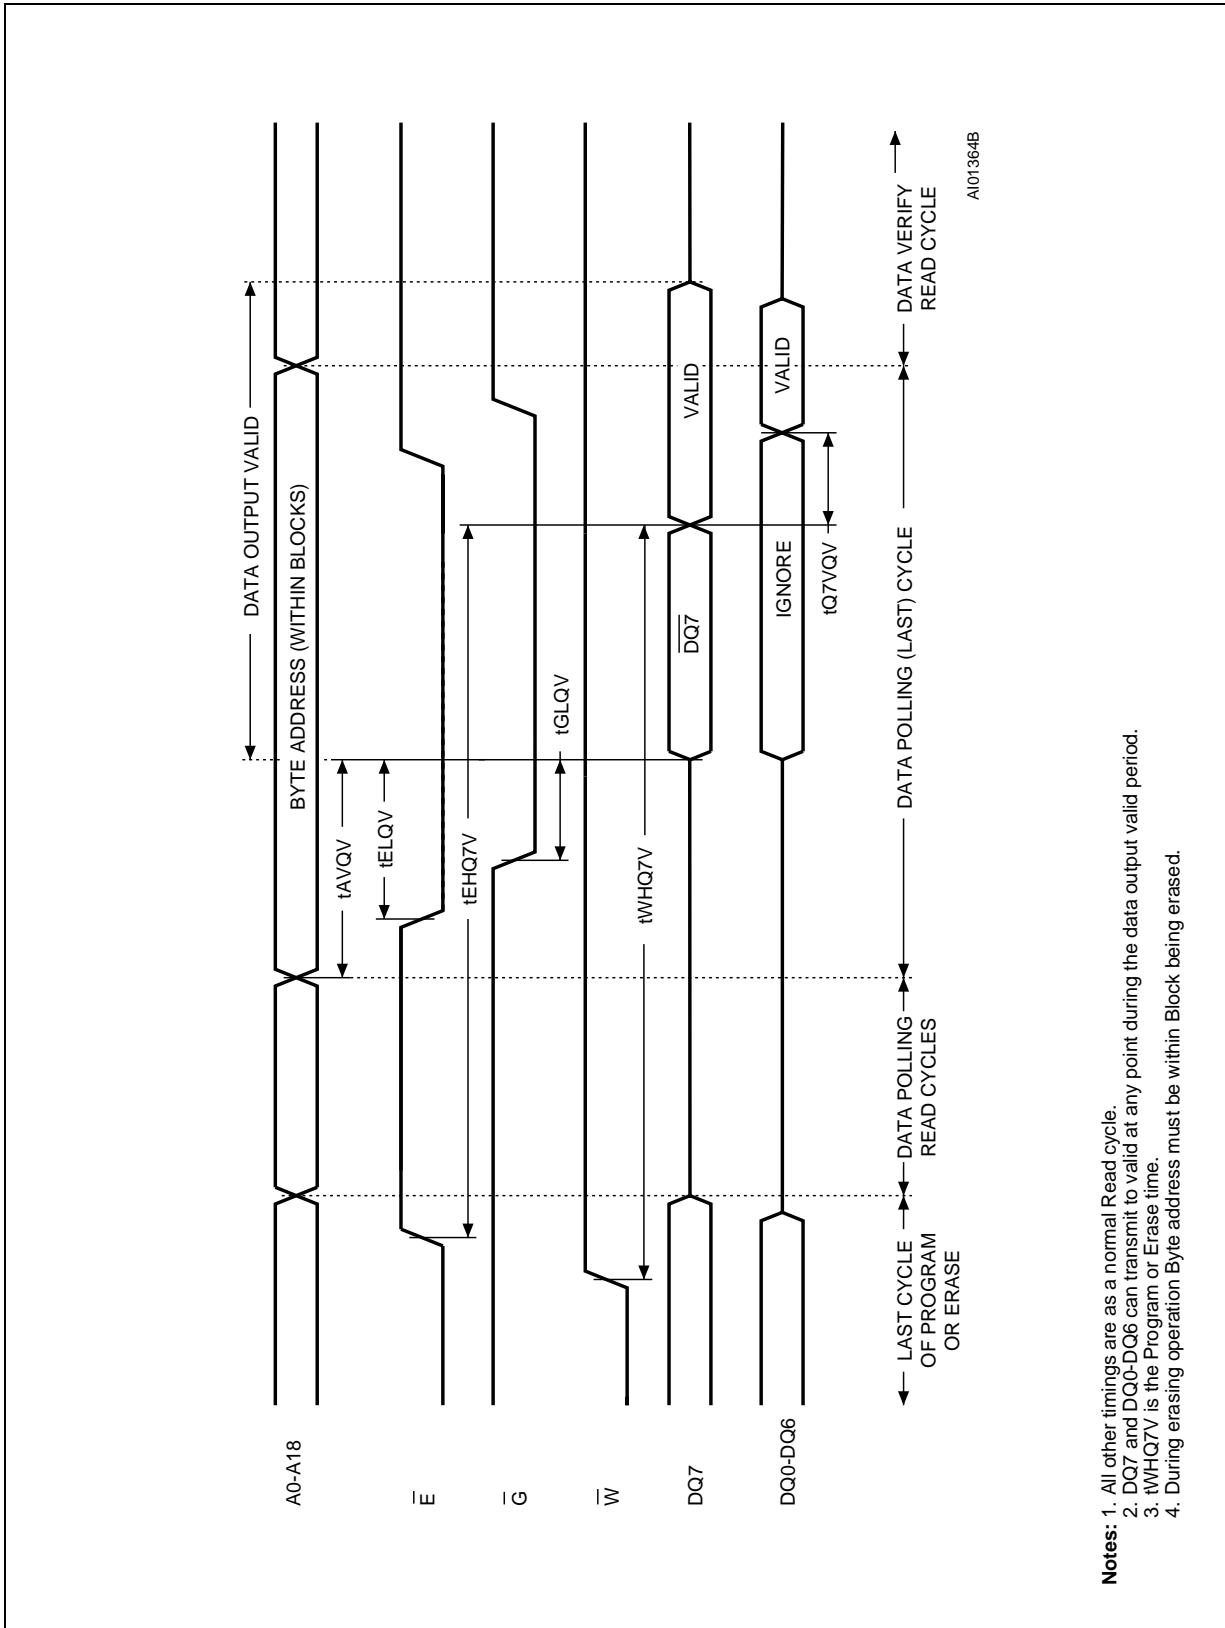 DATA OUTPUT VALID
A0-A18
BYTE ADDRESS (WITHIN BLOCKS)
tAVQV
tELQV
E
tEHQ7V
G
tGLQV
W
tWHQ7V
DQ7
DQ7
VALID
DQ0-DQ6
IGNORE
VALID
tQ7VQV
LAST CYCLE
OF PROGRAM
OR ERASE
DATA POLLING
READ CYCLES
DATA POLLING (LAST) CYCLE
DATA VERIFY
READ CYCLE
AI01364B
Notes: 1. All other timings are as a normal Read cycle.
2. DQ7 and DQ0-DQ6 can transmit to valid at any point during the data output valid period.
3. tWHQ7V is the Program or Erase time.
4. During erasing operation Byte address must be within Block being erased.